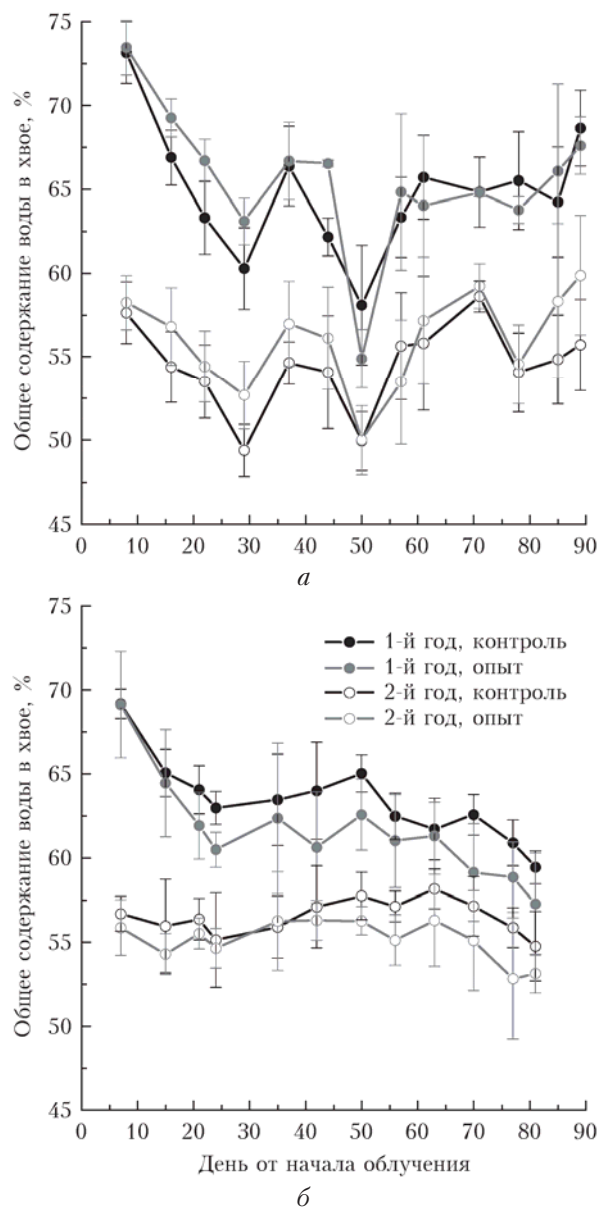 Общее содержание воды в хвое, %
75
70
65
60
55
50
45
0 10 20 30 40 50 60 70 80 90
а
Общее содержание воды в хвое, %
75
70
65
60
55
50
45
1-й год, контроль
1-й год, опыт
2-й год, контроль
2-й год, опыт
0 10 20 30 40 50 60 70 80 90
День от начала облучения
б